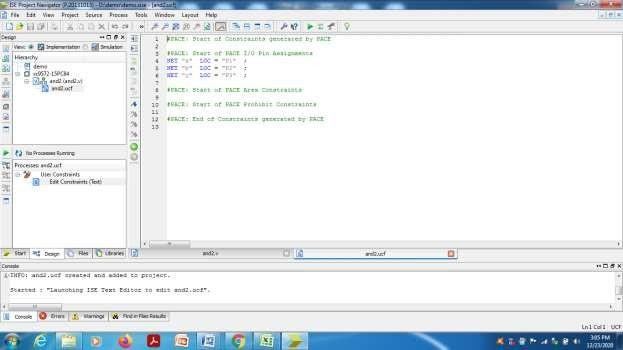 ISE Project Navigator (P.20131013) - D:\demo\demo.xise - [and2.ucf]
File Edit View Project Source Process Tools Window Layout Help
Design
View: Implementation Simulation
Hierarchy
demo
xc9572-15PC84
and2 (and2.v)
and2.ucf
No Processes Running
Processes: and2.ucf
User Constraints
Edit Constraints (Text)
Start Design Files Libraries
1 #PACE: Start of Constraints generated by PACE
2
3 #PACE: Start of PACE I/O Pin Assignments
4 NET "a" LOC = "P1" ;
5 NET "b" LOC = "P2" ;
6 NET "y" LOC = "P3" ;
7
8 #PACE: Start of PACE Area Constraints
9
10 #PACE: Start of PACE Prohibit Constraints
11
12 #PACE: End of Constraints generated by PACE
13
and2.v and2.ucf
Console
INFO: and2.ucf created and added to project.
Started : "Launching ISE Text Editor to edit and2.ucf".
Console Errors Warnings Find in Files Results
Ln 1 Col 1 UCF
3:05 PM
12/23/2020